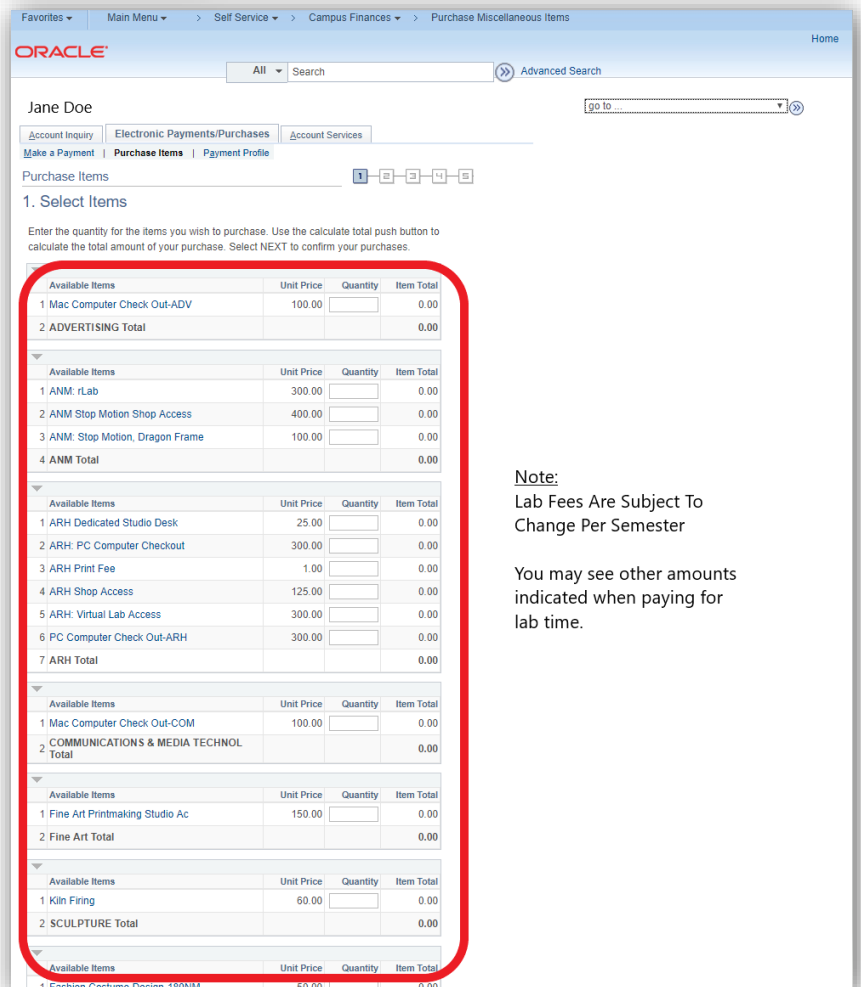 Favorites Main Menu > Self Service > Campus Finances > Purchase Miscellaneous Items
Home
ORACLE
All Search Advanced Search
Jane Doe
go to ...
Account Inquiry Electronic Payments/Purchases Account Services
Make a Payment | Purchase Items | Payment Profile
Purchase Items 1 2 3 4 5
1. Select Items
Enter the quantity for the items you wish to purchase. Use the calculate total push button to
calculate the total amount of your purchase. Select NEXT to confirm your purchases.
Available Items Unit Price Quantity Item Total
1 Mac Computer Check Out-ADV 100.00 0.00
2 ADVERTISING Total 0.00
Available Items Unit Price Quantity Item Total
1 ANM: rLab 300.00 0.00
2 ANM Stop Motion Shop Access 400.00 0.00
3 ANM: Stop Motion, Dragon Frame 100.00 0.00
4 ANM Total 0.00
Available Items Unit Price Quantity Item Total
1 ARH Dedicated Studio Desk 25.00 0.00
2 ARH: PC Computer Checkout 300.00 0.00
3 ARH Print Fee 1.00 0.00
4 ARH Shop Access 125.00 0.00
5 ARH: Virtual Lab Access 300.00 0.00
6 PC Computer Check Out-ARH 300.00 0.00
7 ARH Total 0.00
Available Items Unit Price Quantity Item Total
1 Mac Computer Check Out-COM 100.00 0.00
2 COMMUNICATIONS & MEDIA TECHNOL
Total 0.00
Available Items Unit Price Quantity Item Total
1 Fine Art Printmaking Studio Ac 150.00 0.00
2 Fine Art Total 0.00
Available Items Unit Price Quantity Item Total
1 Kiln Firing 60.00 0.00
2 SCULPTURE Total 0.00
Available Items Unit Price Quantity Item Total
1 Fashion Costume Design-180NM 50.00 0.00
Note:
Lab Fees Are Subject To
Change Per Semester
You may see other amounts
indicated when paying for
lab time.